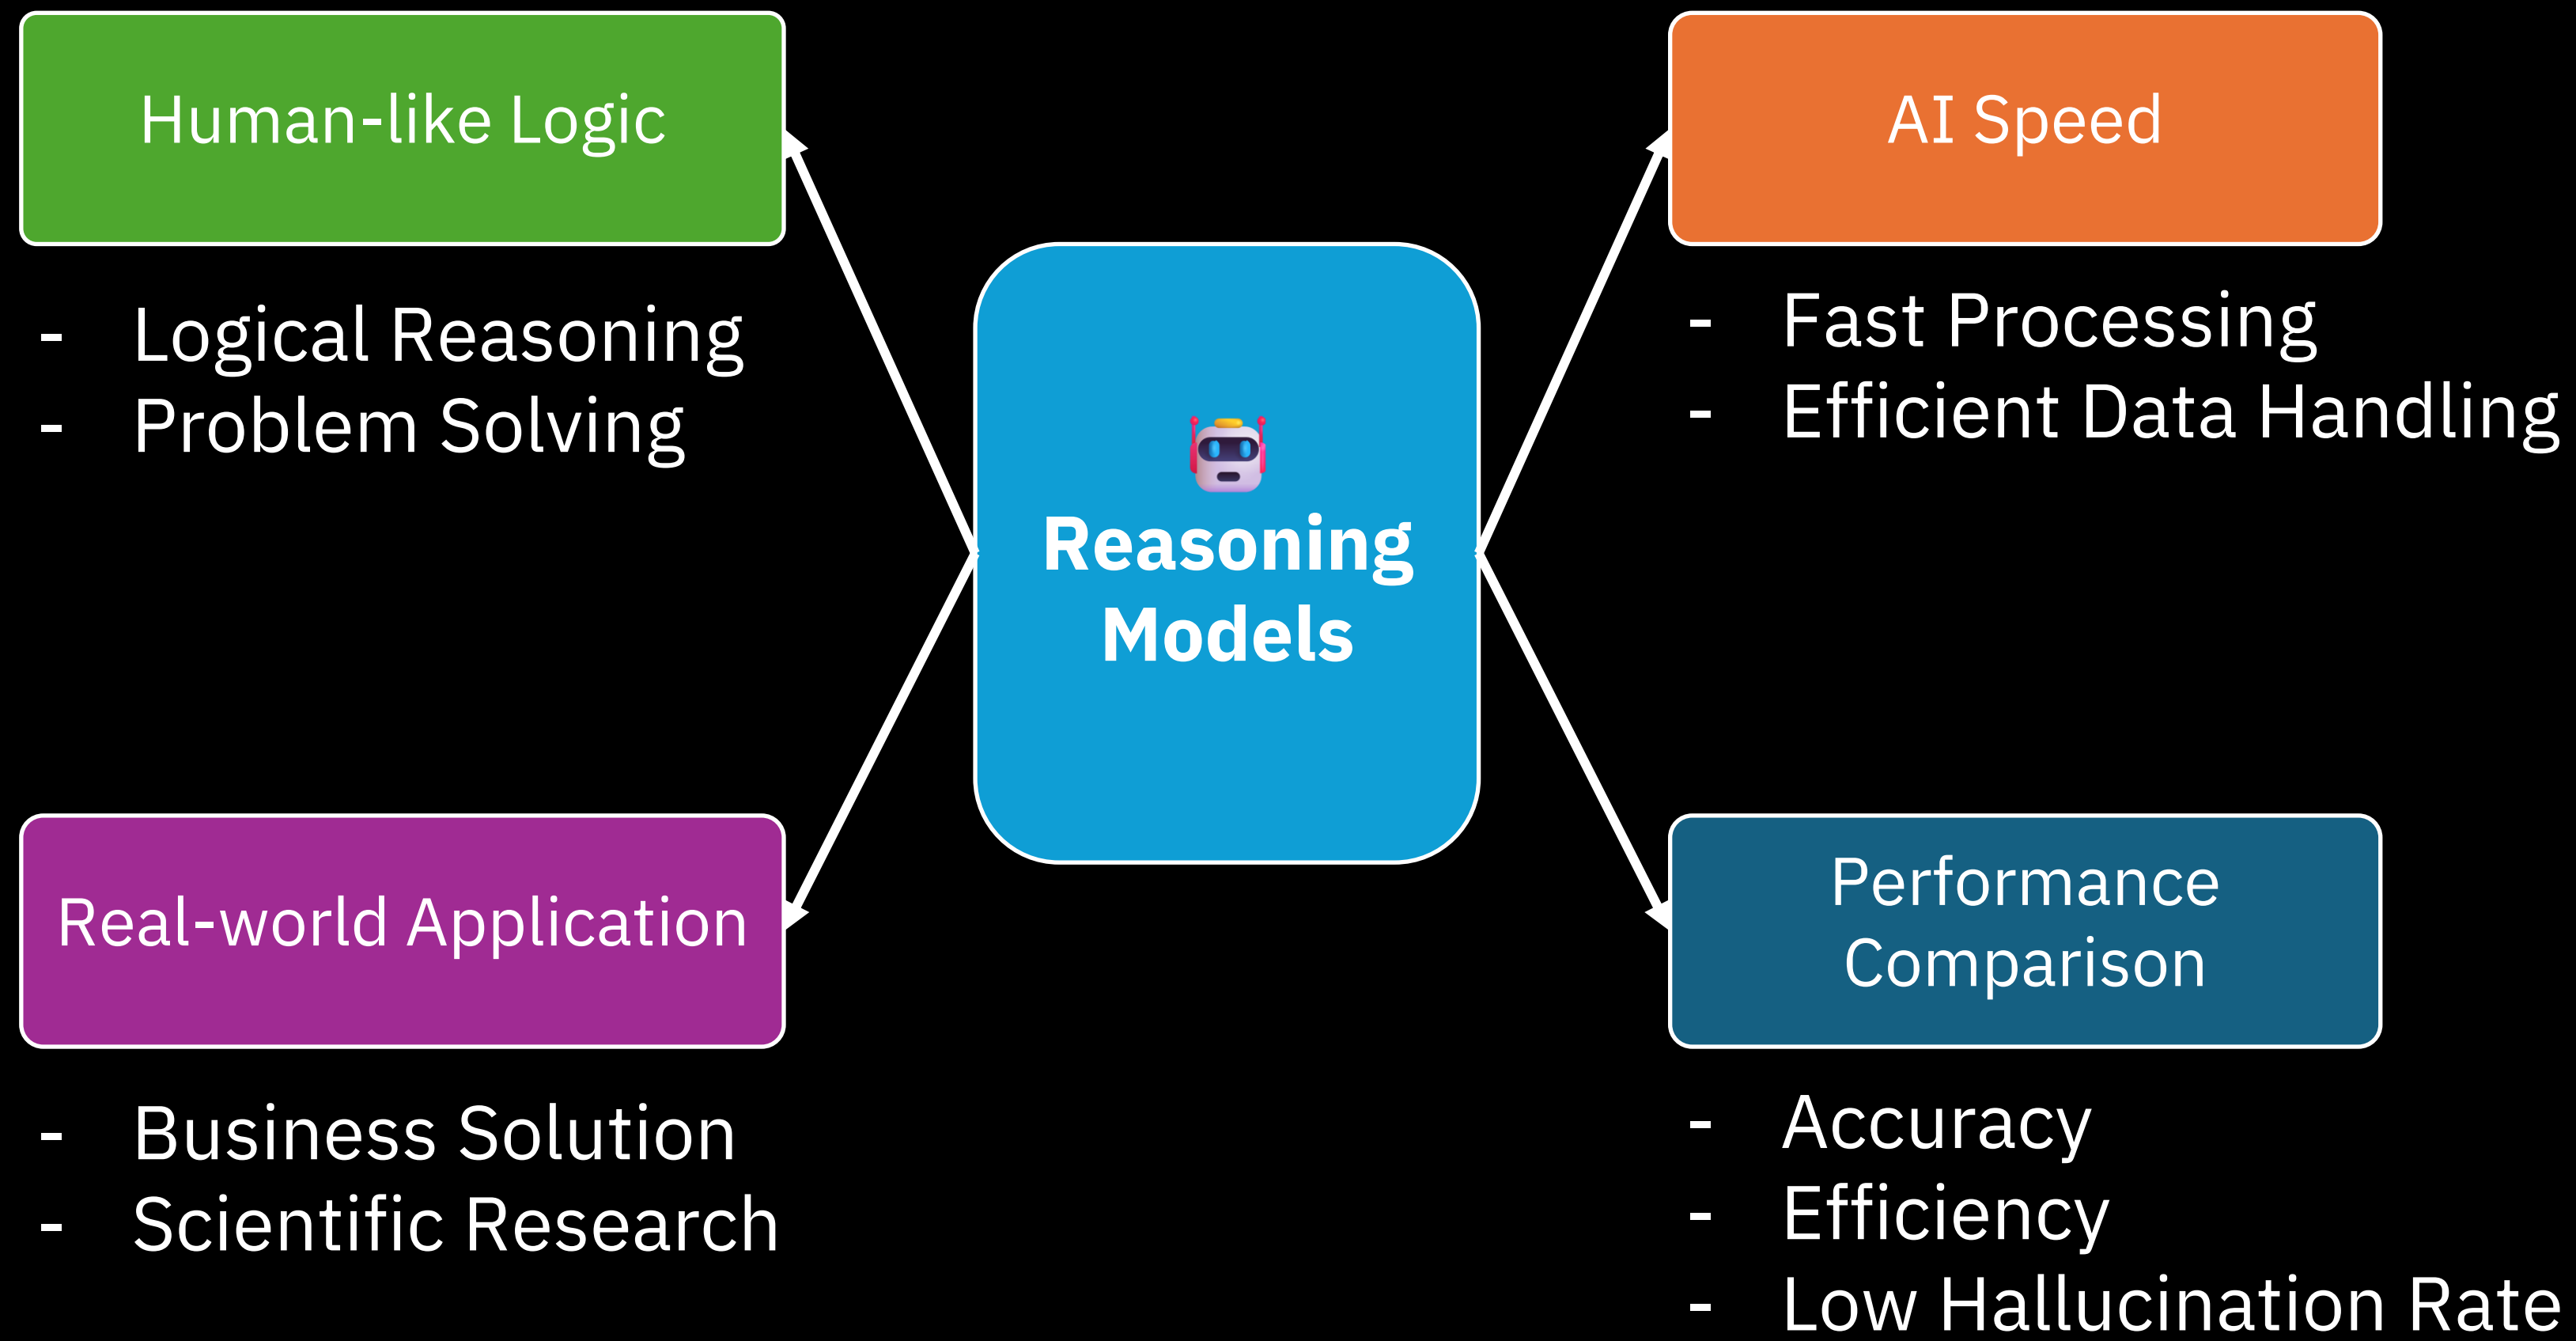 Human-like Logic
- Logical Reasoning
- Problem Solving
AI Speed
- Fast Processing
- Efficient Data Handling
Reasoning
Models
Real-world Application
- Business Solution
- Scientific Research
Performance
Comparison
- Accuracy
- Efficiency
- Low Hallucination Rate